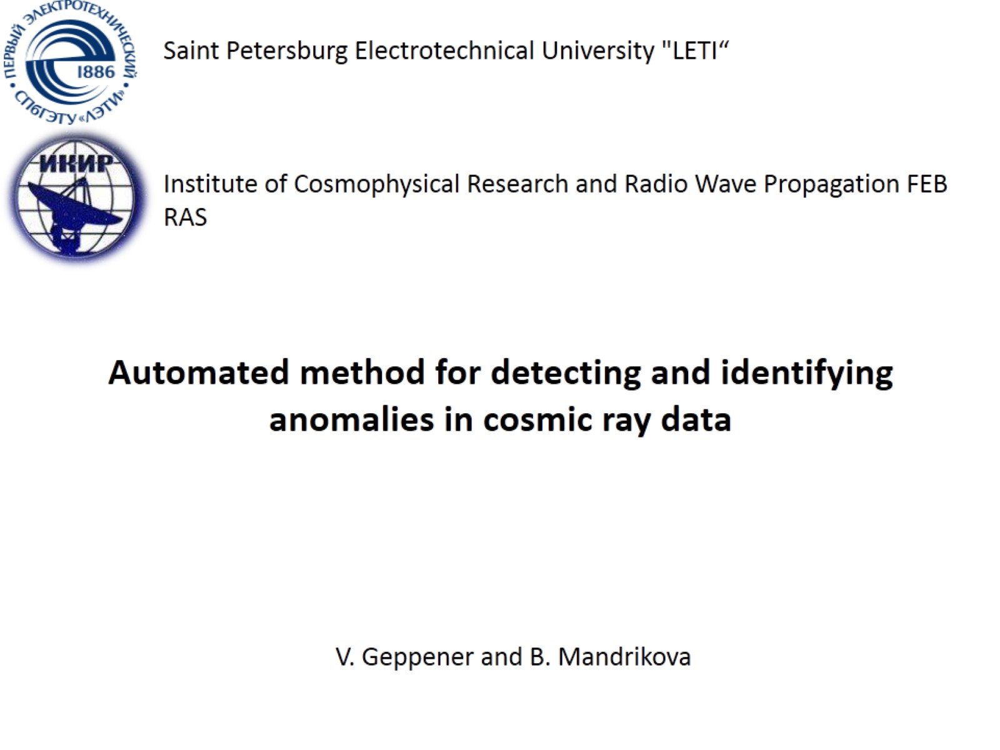 ПЕРВЫЙ ЭЛЕКТРОТЕХНИЧЕСКИЙ
1886
• СПбГЭТУ «ЛЭТИ» •
Saint Petersburg Electrotechnical University "LETI“
ИКИР
Institute of Cosmophysical Research and Radio Wave Propagation FEB
RAS
Automated method for detecting and identifying
anomalies in cosmic ray data
V. Geppener and B. Mandrikova